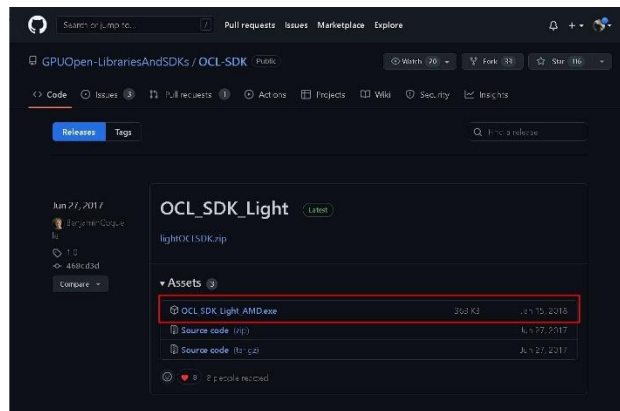 Search or jump to... /
Pull requests Issues Marketplace Explore
GPUOpen-LibrariesAndSDKs / OCL-SDK Public
Watch 20 Fork 33 Star 116
Code Issues 3 Pull requests 1 Actions Projects Wiki Security Insights
Releases Tags
Find a release
Jun 27, 2017
1.0
Compare
OCL_SDK_Light Latest
lightOCLSDK.zip
Assets 3
OCL_SDK_Light_AMD.exe Jan 15, 2018
Source code (zip) Jun 27, 2017
Source code (tar.gz) Jun 27, 2017
8 8 people reacted